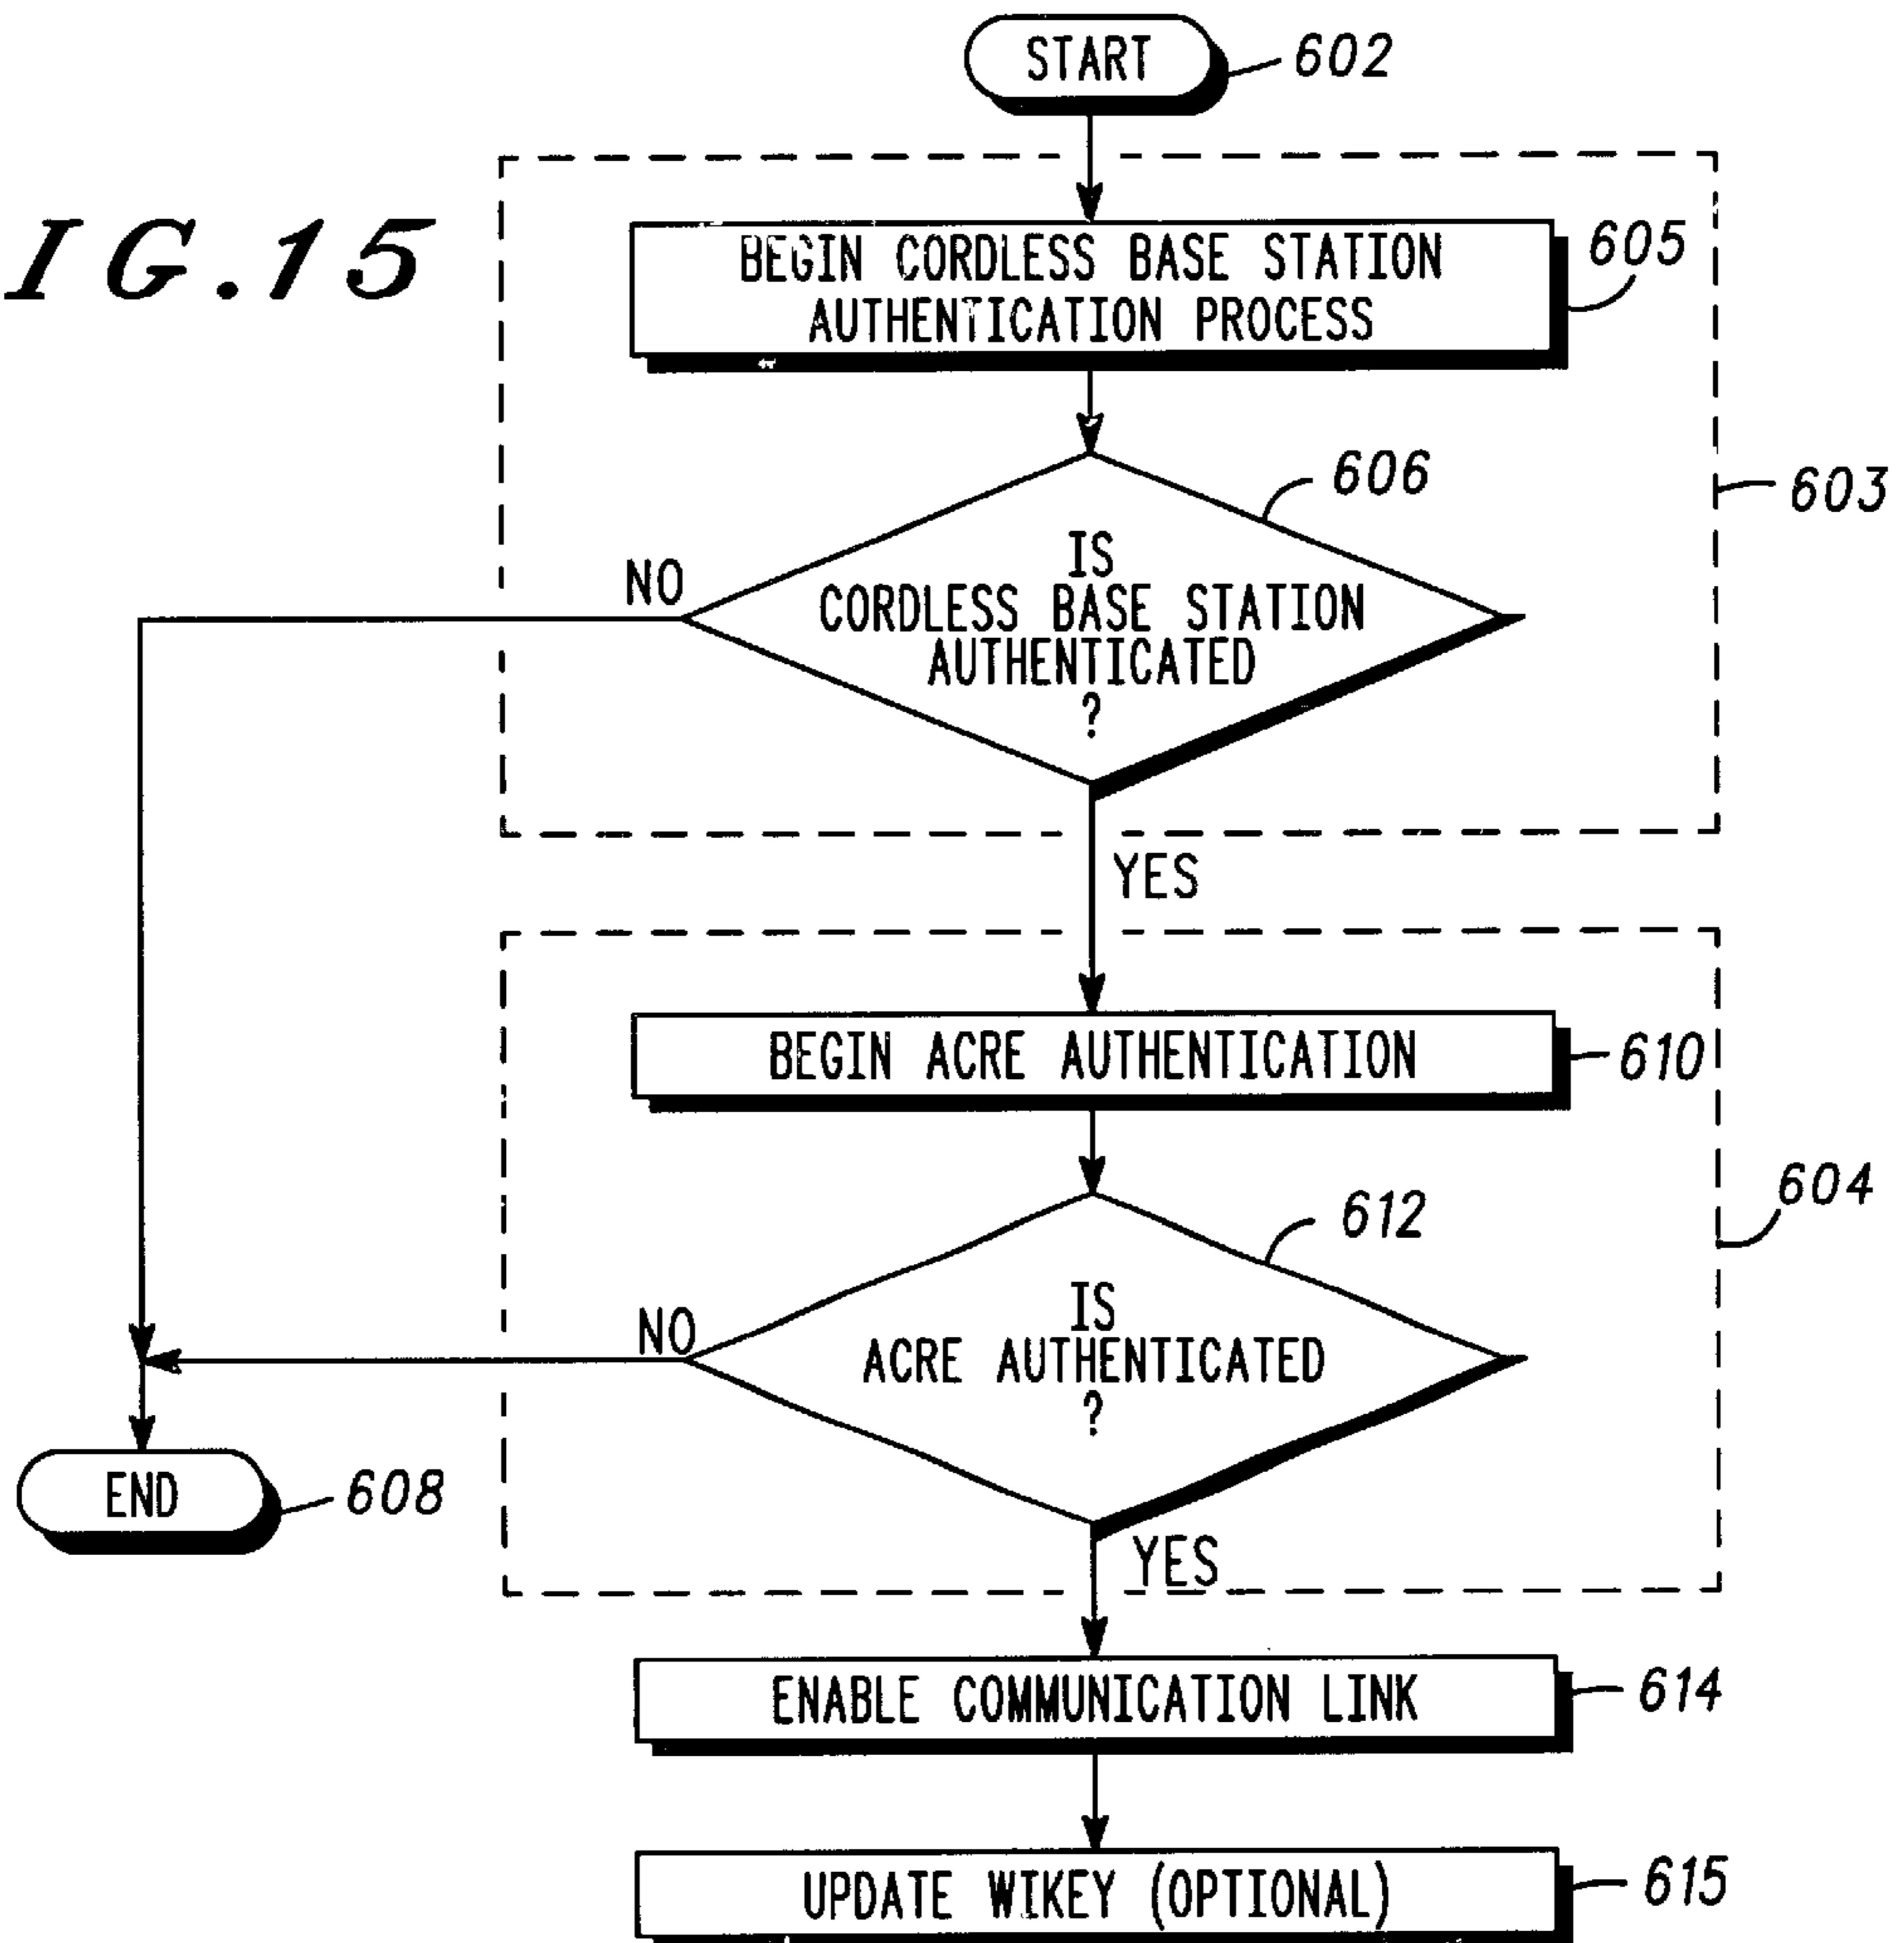 START
602
IG.15
BEGIN CORDLESS BASE STATION
AUTHENTICATION PROCESS
605
606
603
IS
CORDLESS BASE STATION
AUTHENTICATED
?
NO
YES
BEGIN ACRE AUTHENTICATION
610
604
612
IS
ACRE AUTHENTICATED
?
NO
END
608
YES
ENABLE COMMUNICATION LINK
614
UPDATE WIKEY (OPTIONAL)
615